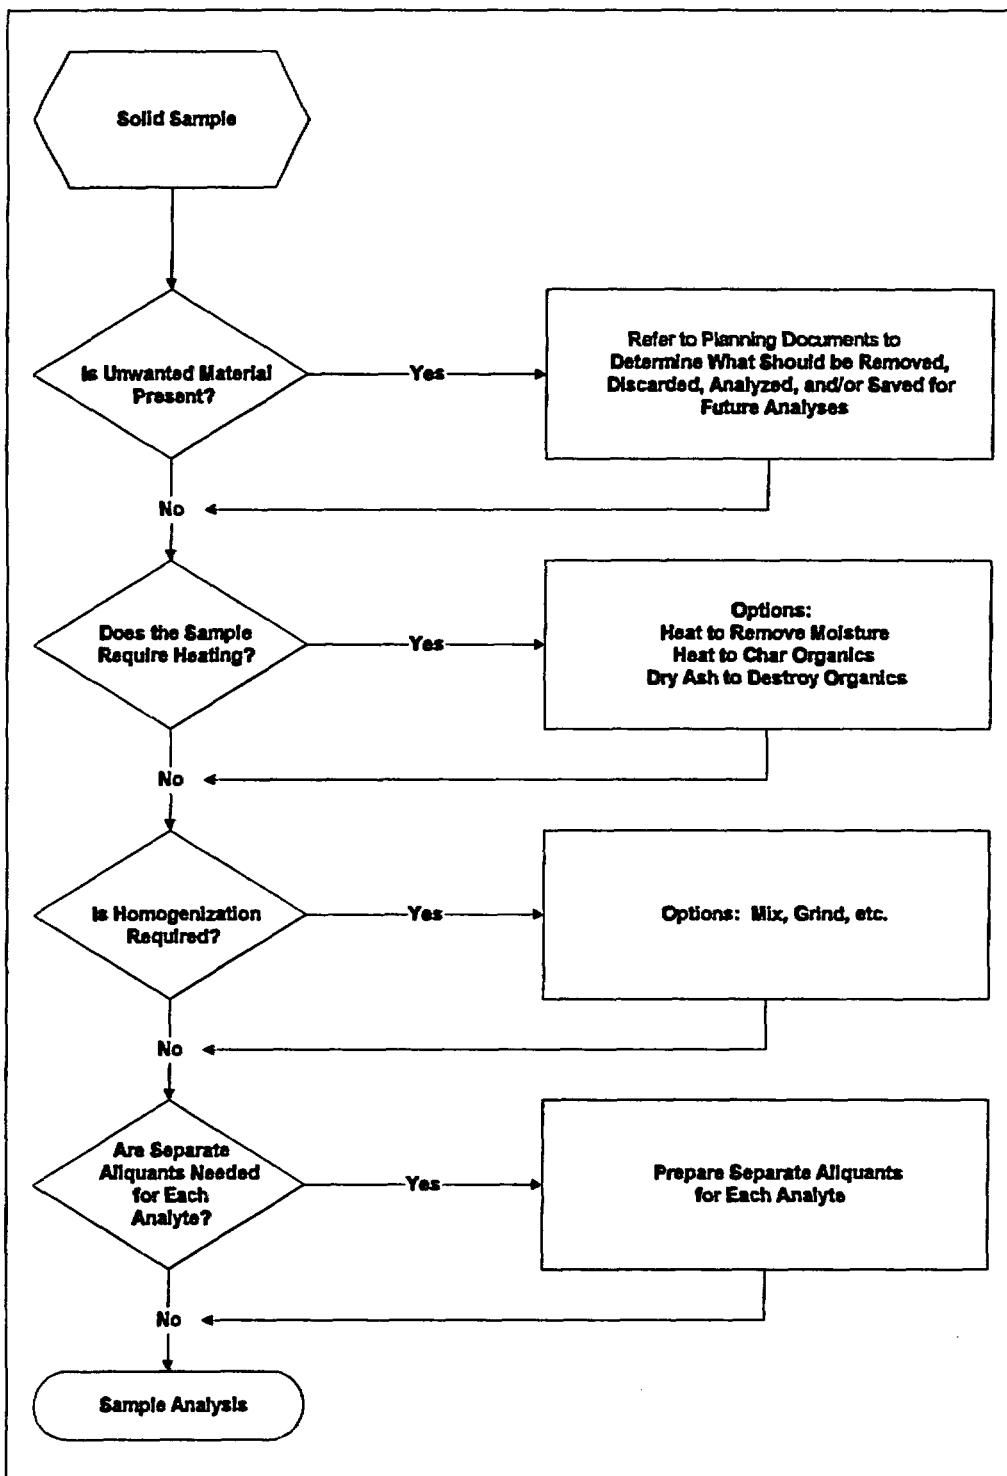 Solid Sample
Is Unwanted Material
Present?
Yes
Refer to Planning Documents to
Determine What Should be Removed,
Discarded, Analyzed, and/or Saved for
Future Analyses
No
Does the Sample
Require Heating?
Yes
Options:
Heat to Remove Moisture
Heat to Char Organics
Dry Ash to Destroy Organics
No
Is Homogenization
Required?
Yes
Options: Mix, Grind, etc.
No
Are Separate
Aliquants Needed
for Each
Analyte?
Yes
Prepare Separate Aliquants
for Each Analyte
No
Sample Analysis